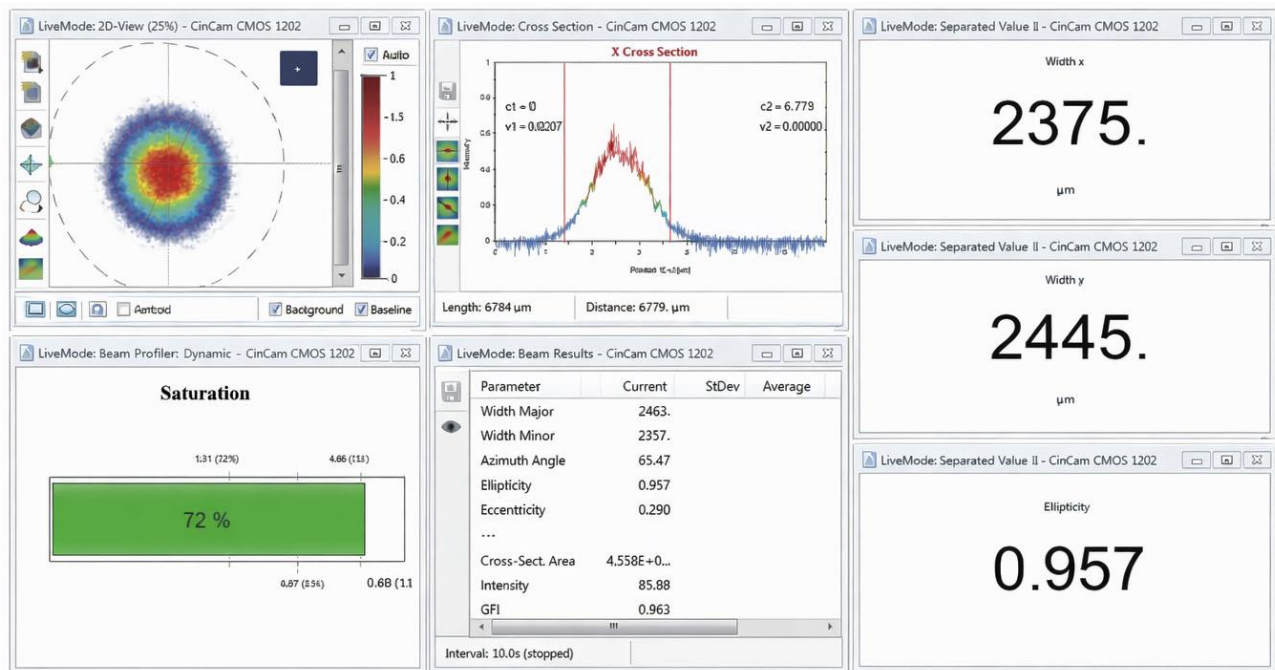 LiveMode: 2D-View (25%) - CinCam CMOS 1202
Auto
1
1.5
0.6
0.4
0.2
0
Background
Baseline
LiveMode: Cross Section - CinCam CMOS 1202
X Cross Section
1
c1 =
c2 = 6.779
v1 =
v2 = 0.00000
0
Length: 6784 µm
Distance: 6779. µm
LiveMode: Separated Value II - CinCam CMOS 1202
Width x
2375.
µm
LiveMode: Separated Value II - CinCam CMOS 1202
Width y
2445.
µm
LiveMode: Beam Profiler: Dynamic - CinCam CMOS 1202
Saturation
72 %
LiveMode: Beam Results - CinCam CMOS 1202
Parameter Current StDev Average
Width Major 2463.
Width Minor 2357.
Azimuth Angle 65.47
Ellipticity 0.957
Eccentticity 0.290
---
Cross-Sect. Area 4.558E+0...
Intensity 85.88
GFI 0.963
Interval: 10.0s (stopped)
LiveMode: Separated Value II - CinCam CMOS 1202
Ellipticity
0.957